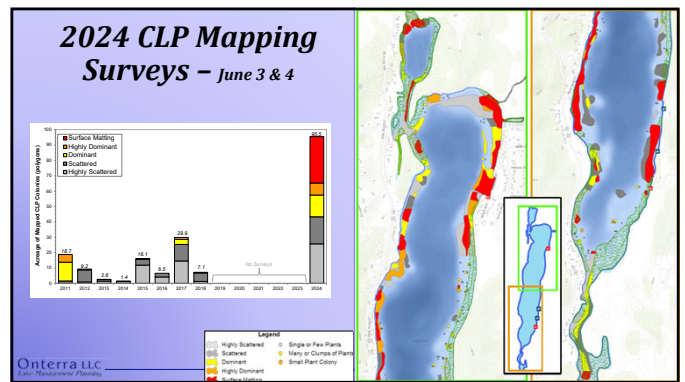 2024 CLP Mapping
Surveys – June 3 & 4
Acreage of Mapped CLP Colonies (polygons)
100
90
80
70
60
50
40
30
20
10
0
Surface Matting
Highly Dominant
Dominant
Scattered
Highly Scattered
18.7
9.2
2.6
1.4
16.1
6.5
29.9
7.1
No Surveys
95.5
2011 2012 2013 2014 2015 2016 2017 2018 2019 2020 2021 2022 2023 2024
Legend
Highly Scattered
Scattered
Dominant
Highly Dominant
Surface Matting
Single or Few Plants
Many or Clumps of Plants
Small Plant Colony
Onterra LLC
Lake Management Planning